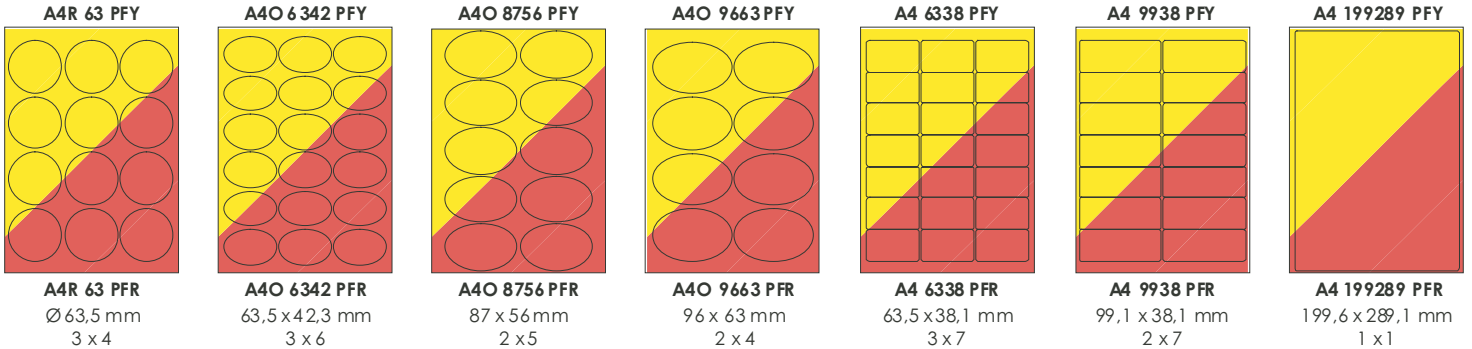 A4R 63 PFY
A4O 6342 PFY
A4O 8756 PFY
A4O 9663 PFY
A4 6338 PFY
A4 9938 PFY
A4 199289 PFY
A4R 63 PFR
A4O 6342 PFR
A4O 8756 PFR
A4O 9663 PFR
A4 6338 PFR
A4 9938 PFR
A4 199289 PFR
Ø 63,5 mm
63,5 x 42,3 mm
87 x 56 mm
96 x 63 mm
63,5 x 38,1 mm
99,1 x 38,1 mm
199,6 x 289,1 mm
3 x 4
3 x 6
2 x 5
2 x 4
3 x 7
2 x 7
1 x 1